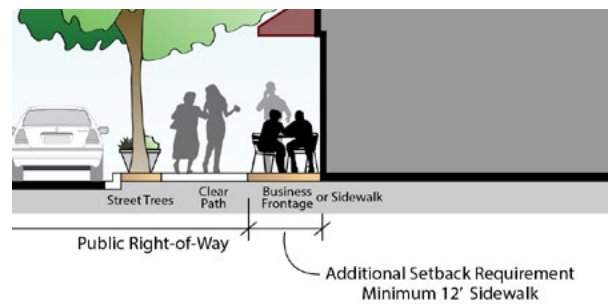 Street Trees
Clear
Path
Business
Frontage
or Sidewalk
Public Right-of-Way
Additional Setback Requirement
Minimum 12' Sidewalk